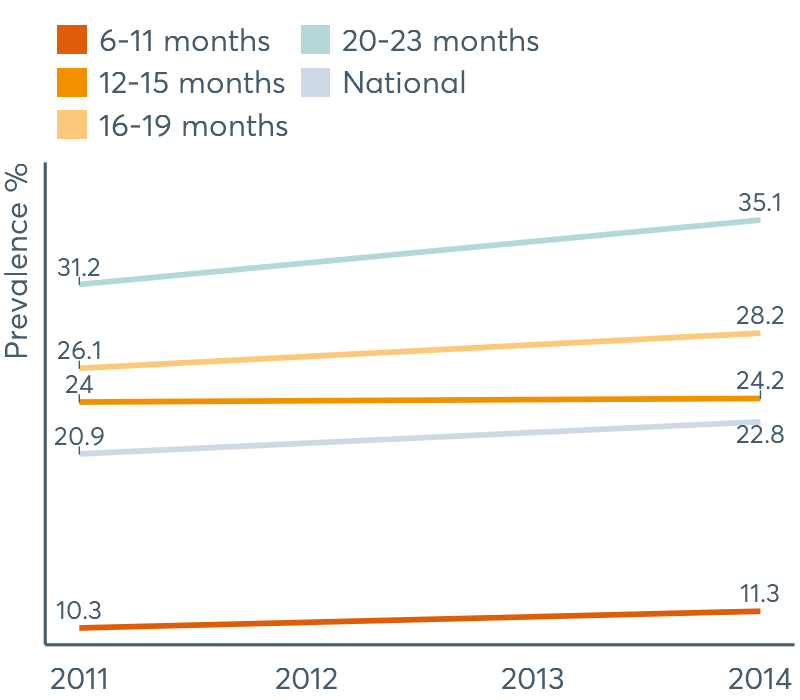 6-11 months
20-23 months
12-15 months
National
16-19 months
Prevalence %
35.1
31.2
28.2
26.1
24.2
24
22.8
20.9
11.3
10.3
2011 2012 2013 2014